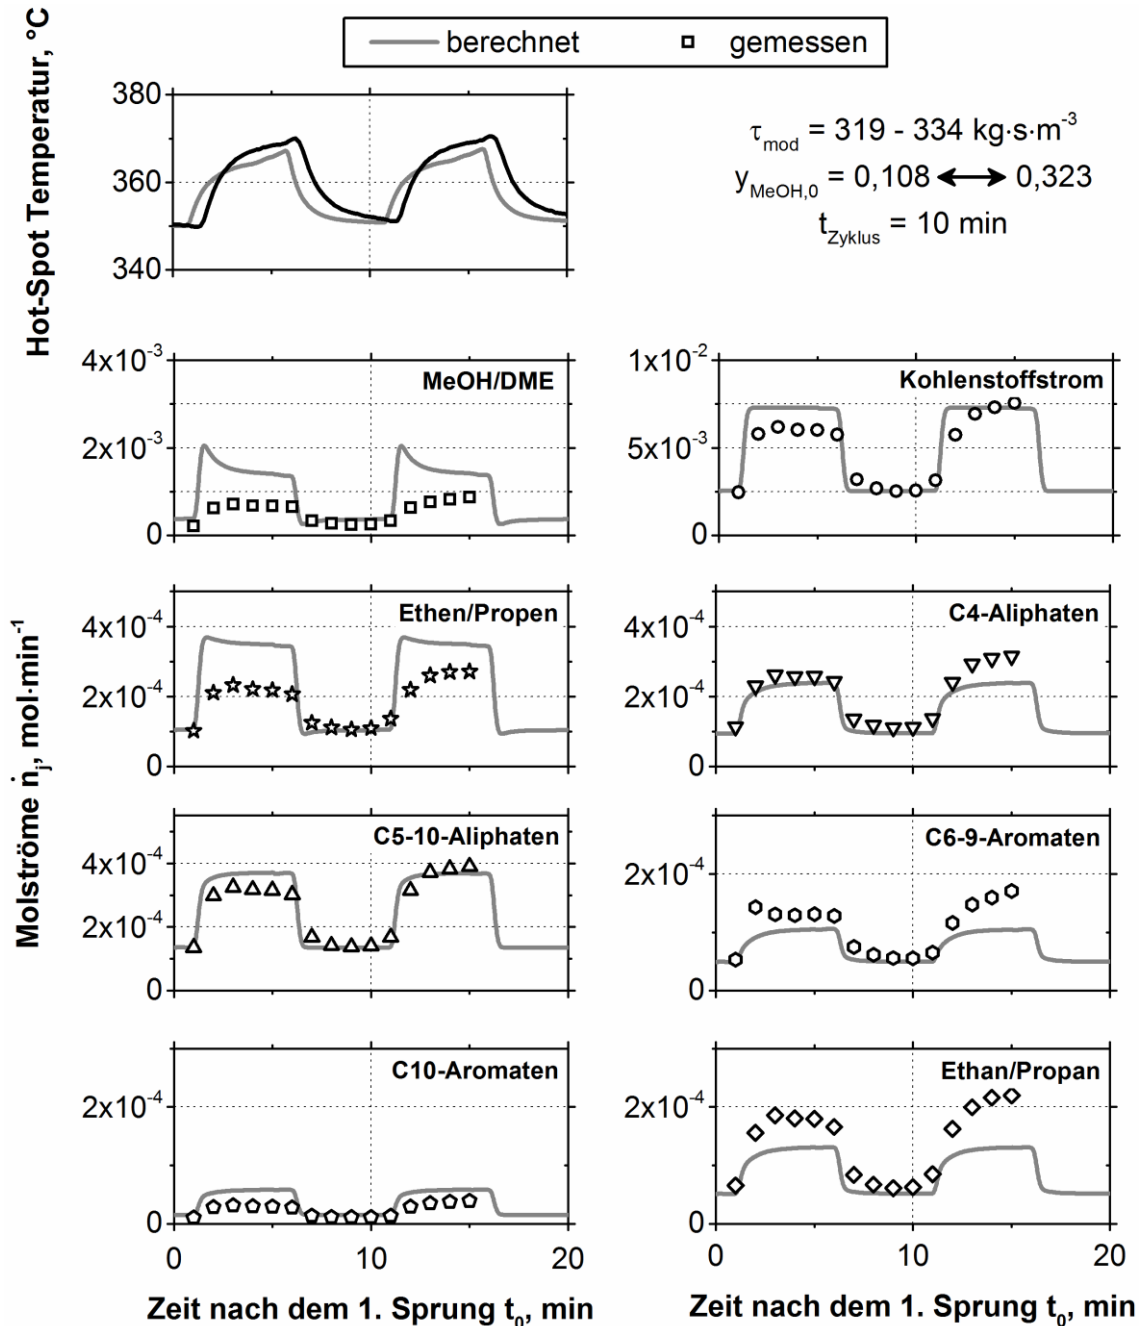 berechnet gemessen
Hot-Spot Temperatur, °C
380
360
340
τmod = 319 - 334 kg·s·m⁻³
yMeOH,0 = 0,108 ↔ 0,323
tZyklus = 10 min
Molströme ṅj, mol·min⁻¹
4x10⁻³
2x10⁻³
0
MeOH/DME
1x10⁻²
5x10⁻³
0
Kohlenstoffstrom
4x10⁻⁴
2x10⁻⁴
0
Ethen/Propen
4x10⁻⁴
2x10⁻⁴
0
C4-Aliphaten
4x10⁻⁴
2x10⁻⁴
0
C5-10-Aliphaten
2x10⁻⁴
0
C6-9-Aromaten
2x10⁻⁴
0
C10-Aromaten
2x10⁻⁴
0
Ethan/Propan
0 10 20
0 10 20
Zeit nach dem 1. Sprung t₀, min
Zeit nach dem 1. Sprung t₀, min